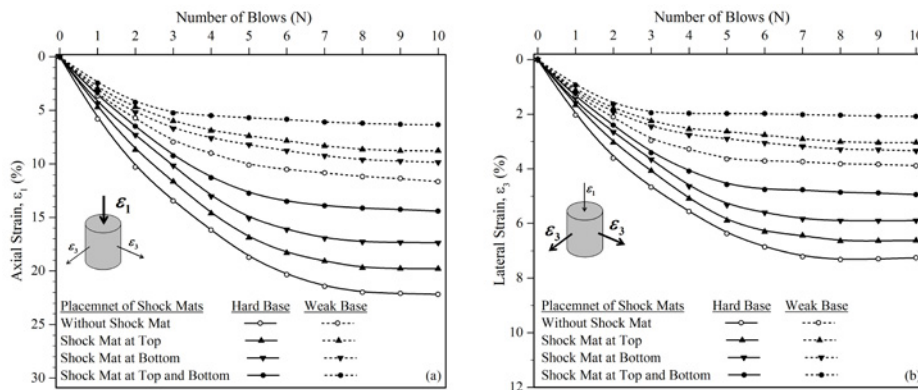 Number of Blows (N)
0 1 2 3 4 5 6 7 8 9 10
Axial Strain, ε1 (%)
0
5
10
15
20
25
30
ε1
ε3 ε3
Placemnet of Shock Mats Hard Base Weak Base
Without Shock Mat
Shock Mat at Top
Shock Mat at Bottom
Shock Mat at Top and Bottom
(a)
Number of Blows (N)
0 1 2 3 4 5 6 7 8 9 10
Lateral Strain, ε3 (%)
0
2
4
6
8
10
12
ε1
ε3 ε3
Placemnet of Shock Mats Hard Base Weak Base
Without Shock Mat
Shock Mat at Top
Shock Mat at Bottom
Shock Mat at Top and Bottom
(b